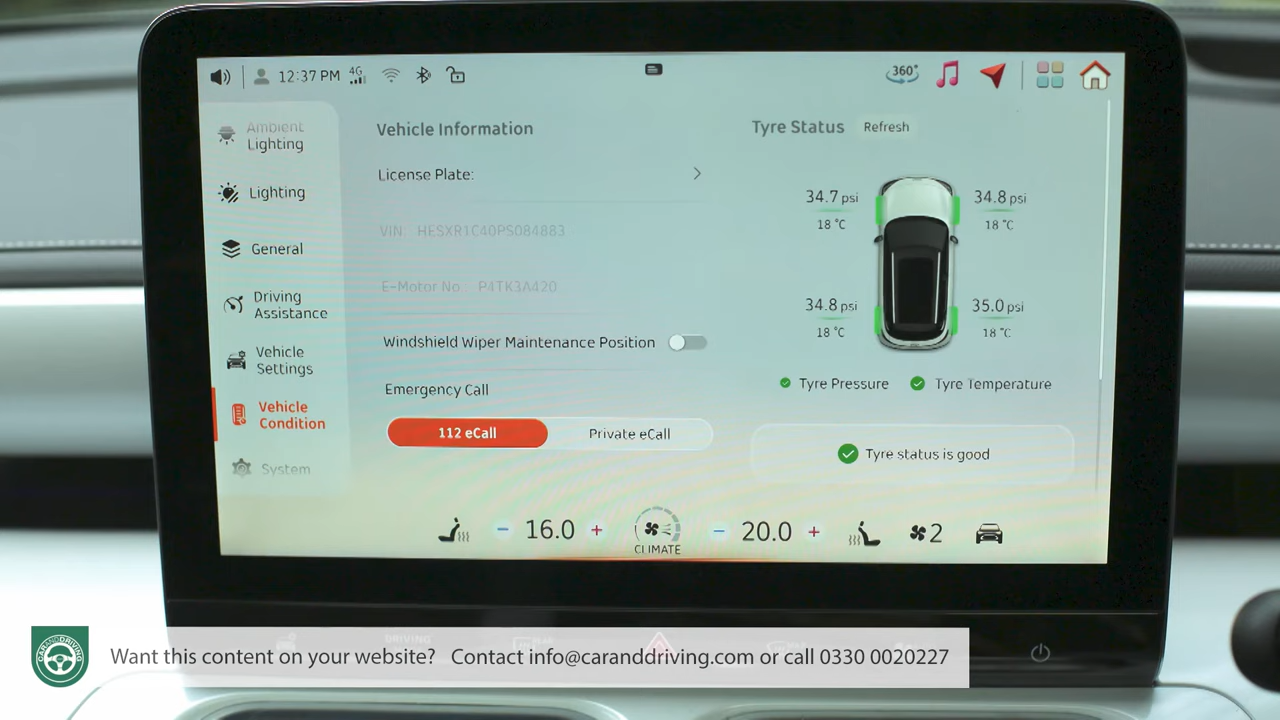 12:37 PM 4G 360°
Ambient
Lighting
Lighting
General
Driving
Assistance
Vehicle
Settings
Vehicle
Condition
System
Vehicle Information
License Plate:
VIN: HESXR1C40PS084883
E-Motor No.: P4TK3A420
Windshield Wiper Maintenance Position
Emergency Call
112 eCall Private eCall
Tyre Status Refresh
34.7 psi 34.8 psi
18 °C 18 °C
34.8 psi 35.0 psi
18 °C 18 °C
Tyre Pressure Tyre Temperature
Tyre status is good
− 16.0 + CLIMATE − 20.0 + 2
DRIVING
CARANDDRIVING
Want this content on your website? Contact info@caranddriving.com or call 0330 0020227